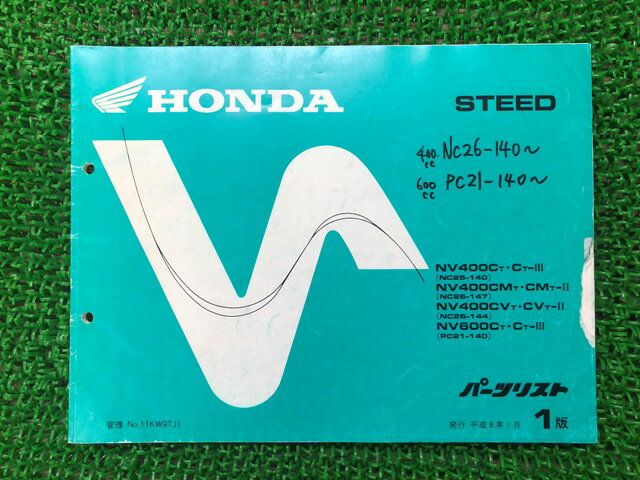 HONDA
STEED
400cc NC26-140~
600cc PC21-140~
NV400CT・CT-III
(NC26-140)
NV400CMT・CMT-II
(NC26-147)
NV400CVT・CVT-II
(NC26-144)
NV600CT・CT-III
(PC21-140)
パーツリスト
管理 No.11KW9TJ1
発行 平成8年1月 1版